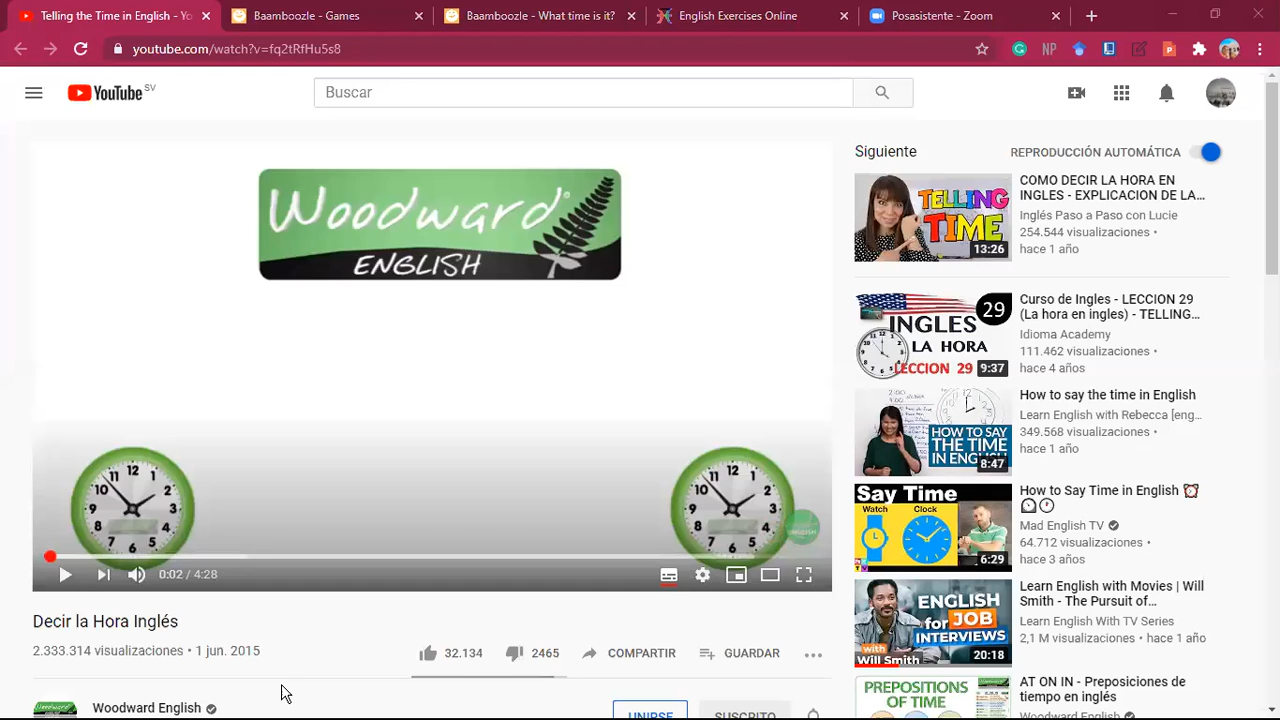 Telling the Time in English - Yo
Baamboozle - Games
Baamboozle - What time is it?
English Exercises Online
Posasistente - Zoom
youtube.com/watch?v=fq2tRfHu5s8
NP
YouTube SV
Buscar
Woodward®
ENGLISH
0:02 / 4:28
Decir la Hora Inglés
2.333.314 visualizaciones • 1 jun. 2015
32.134
2465
COMPARTIR
GUARDAR
Woodward English
UNIRSE
SUSCRITO
Siguiente
REPRODUCCIÓN AUTOMÁTICA
TELLING
TIME
13:26
COMO DECIR LA HORA EN
INGLES - EXPLICACION DE LA...
Inglés Paso a Paso con Lucie
254.544 visualizaciones •
hace 1 año
29
INGLES
LA HORA
LECCION 29
9:37
Curso de Ingles - LECCION 29
(La hora en ingles) - TELLING...
Idioma Academy
111.462 visualizaciones •
hace 4 años
HOW TO SAY
THE TIME
IN ENGLISH
8:47
How to say the time in English
Learn English with Rebecca [eng...
349.568 visualizaciones •
hace 1 año
Say Time
Watch
Clock
6:29
How to Say Time in English ⏰
Mad English TV
64.712 visualizaciones •
hace 3 años
ENGLISH
for JOB
INTERVIEWS
with
Will Smith
20:18
Learn English with Movies | Will
Smith - The Pursuit of...
Learn English With TV Series
2,1 M visualizaciones • hace 1 año
PREPOSITIONS
OF TIME
AT ON IN - Preposiciones de
tiempo en inglés
Woodward English